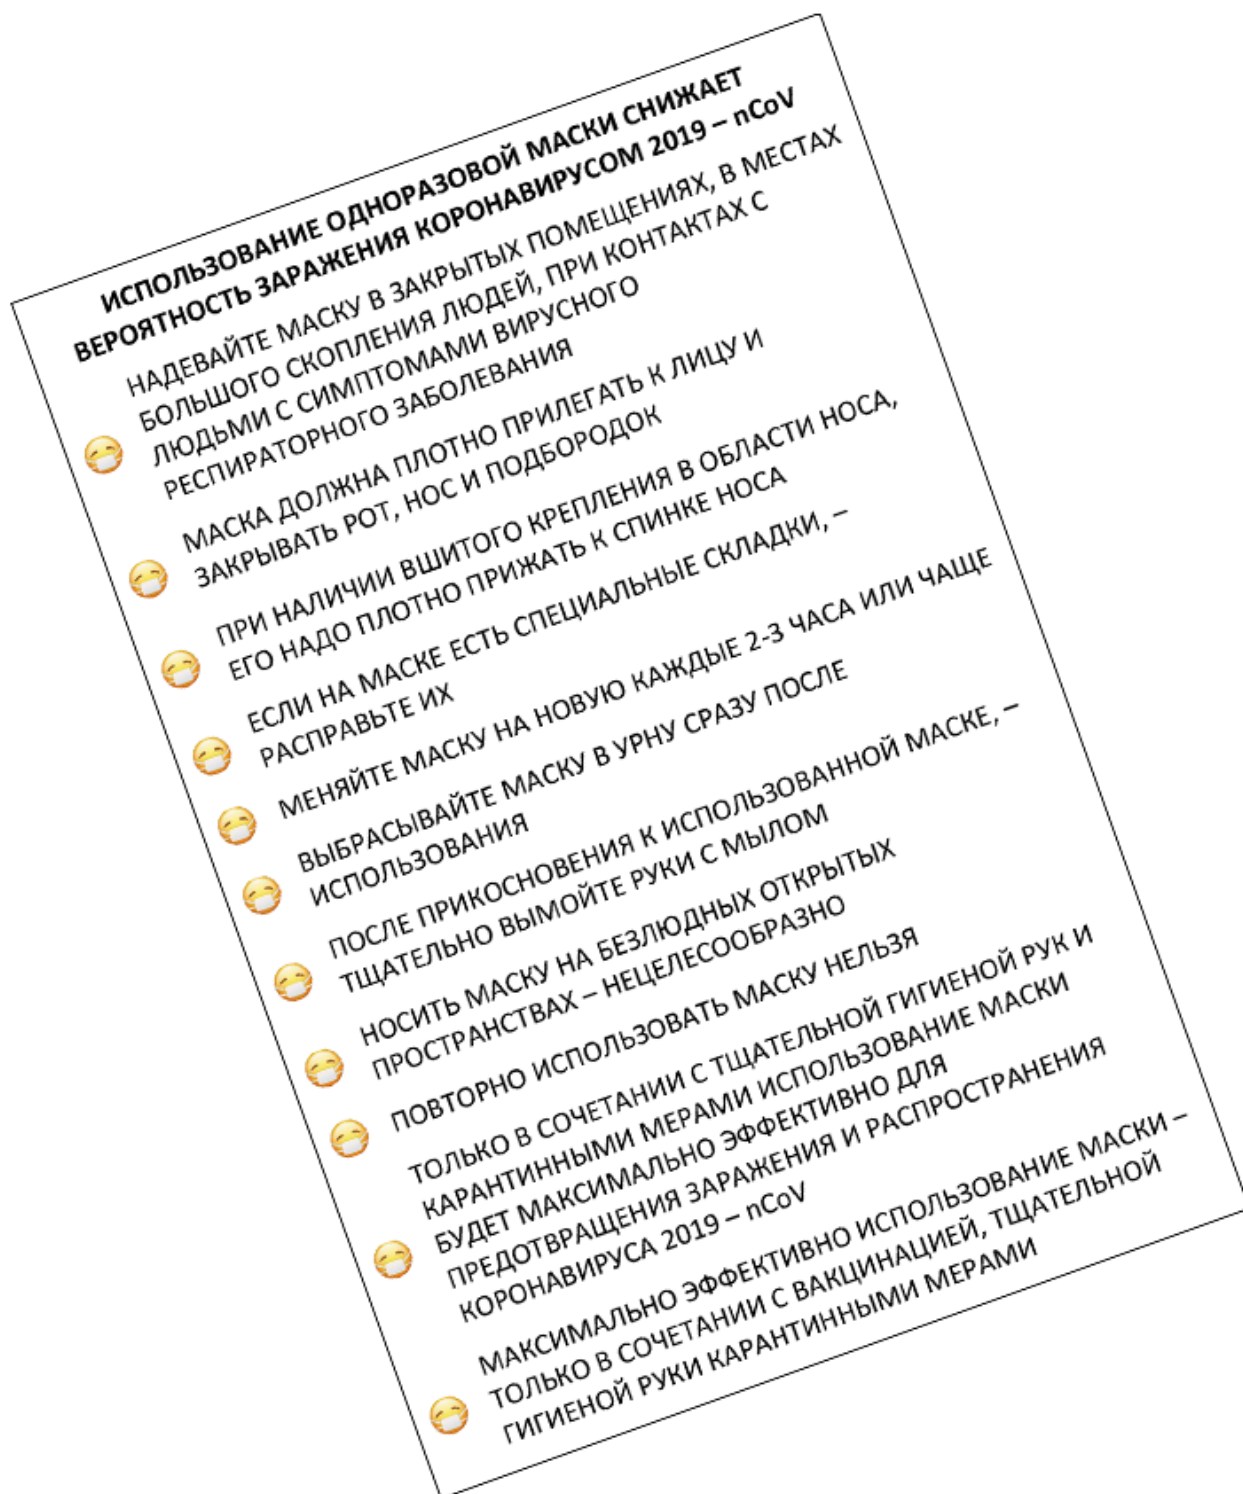 ИСПОЛЬЗОВАНИЕ ОДНОРАЗОВОЙ МАСКИ СНИЖАЕТ
ВЕРОЯТНОСТЬ ЗАРАЖЕНИЯ КОРОНАВИРУСОМ 2019 – nCoV
НАДЕВАЙТЕ МАСКУ В ЗАКРЫТЫХ ПОМЕЩЕНИЯХ, В МЕСТАХ
БОЛЬШОГО СКОПЛЕНИЯ ЛЮДЕЙ, ПРИ КОНТАКТАХ С
ЛЮДЬМИ С СИМПТОМАМИ ВИРУСНОГО
РЕСПИРАТОРНОГО ЗАБОЛЕВАНИЯ
МАСКА ДОЛЖНА ПЛОТНО ПРИЛЕГАТЬ К ЛИЦУ И
ЗАКРЫВАТЬ РОТ, НОС И ПОДБОРОДОК
ПРИ НАЛИЧИИ ВШИТОГО КРЕПЛЕНИЯ В ОБЛАСТИ НОСА,
ЕГО НАДО ПЛОТНО ПРИЖАТЬ К СПИНКЕ НОСА
ЕСЛИ НА МАСКЕ ЕСТЬ СПЕЦИАЛЬНЫЕ СКЛАДКИ, –
РАСПРАВЬТЕ ИХ
МЕНЯЙТЕ МАСКУ НА НОВУЮ КАЖДЫЕ 2-3 ЧАСА ИЛИ ЧАЩЕ
ВЫБРАСЫВАЙТЕ МАСКУ В УРНУ СРАЗУ ПОСЛЕ
ИСПОЛЬЗОВАНИЯ
ПОСЛЕ ПРИКОСНОВЕНИЯ К ИСПОЛЬЗОВАННОЙ МАСКЕ, –
ТЩАТЕЛЬНО ВЫМОЙТЕ РУКИ С МЫЛОМ
НОСИТЬ МАСКУ НА БЕЗЛЮДНЫХ ОТКРЫТЫХ
ПРОСТРАНСТВАХ – НЕЦЕЛЕСООБРАЗНО
ПОВТОРНО ИСПОЛЬЗОВАТЬ МАСКУ НЕЛЬЗЯ
ТОЛЬКО В СОЧЕТАНИИ С ТЩАТЕЛЬНОЙ ГИГИЕНОЙ РУК И
КАРАНТИННЫМИ МЕРАМИ ИСПОЛЬЗОВАНИЕ МАСКИ
БУДЕТ МАКСИМАЛЬНО ЭФФЕКТИВНО ДЛЯ
ПРЕДОТВРАЩЕНИЯ ЗАРАЖЕНИЯ И РАСПРОСТРАНЕНИЯ
КОРОНАВИРУСА 2019 – nCoV
МАКСИМАЛЬНО ЭФФЕКТИВНО ИСПОЛЬЗОВАНИЕ МАСКИ –
ТОЛЬКО В СОЧЕТАНИИ С ВАКЦИНАЦИЕЙ, ТЩАТЕЛЬНОЙ
ГИГИЕНОЙ РУКИ КАРАНТИННЫМИ МЕРАМИ